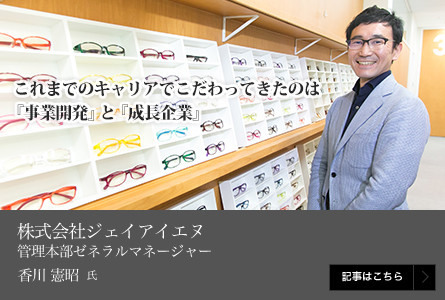 これまでのキャリアでこだわってきたのは
『事業開発』と『成長企業』
株式会社ジェイアイエヌ
管理本部ゼネラルマネージャー
香川 憲昭 氏
記事はこちら